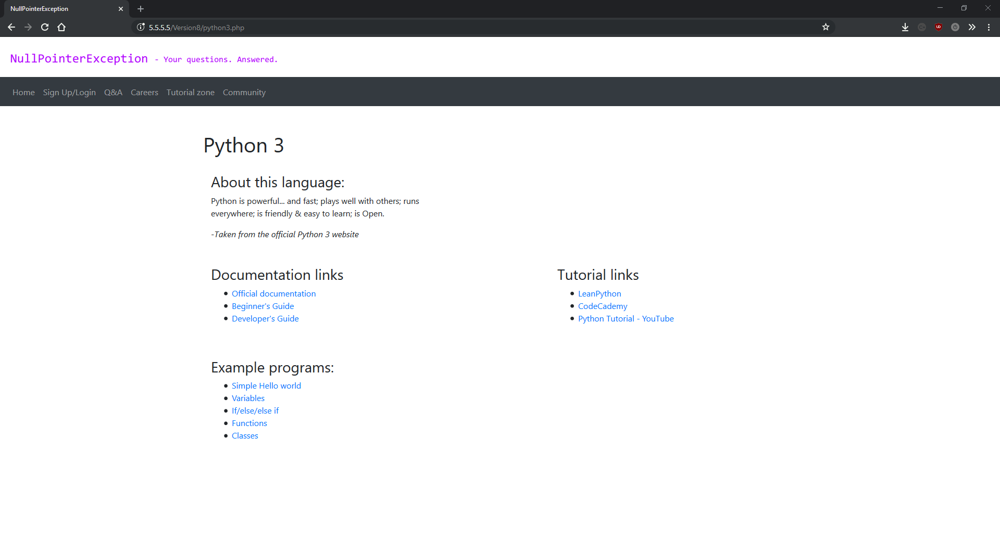 NullPointerException
5.5.5.5/Version8/python3.php
NullPointerException - Your questions. Answered.
Home Sign Up/Login Q&A Careers Tutorial zone Community
Python 3
About this language:
Python is powerful... and fast; plays well with others; runs
everywhere; is friendly & easy to learn; is Open.
-Taken from the official Python 3 website
Documentation links
Official documentation
Beginner's Guide
Developer's Guide
Tutorial links
LeanPython
CodeCademy
Python Tutorial - YouTube
Example programs:
Simple Hello world
Variables
If/else/else if
Functions
Classes